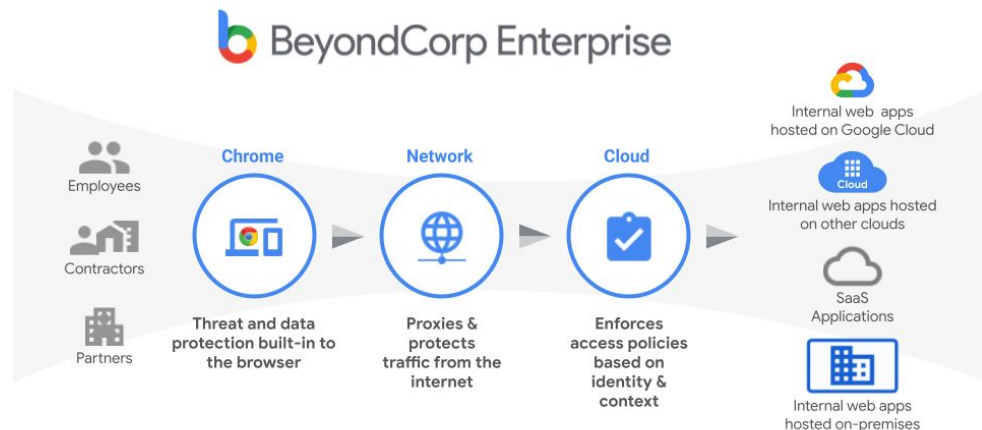 BeyondCorp Enterprise
Employees
Contractors
Partners
Chrome
Threat and data
protection built-in to
the browser
Network
Proxies &
protects
traffic from the
internet
Cloud
Enforces
access policies
based on
identity &
context
Internal web apps
hosted on Google Cloud
Cloud
Internal web apps hosted
on other clouds
SaaS
Applications
Internal web apps
hosted on-premises